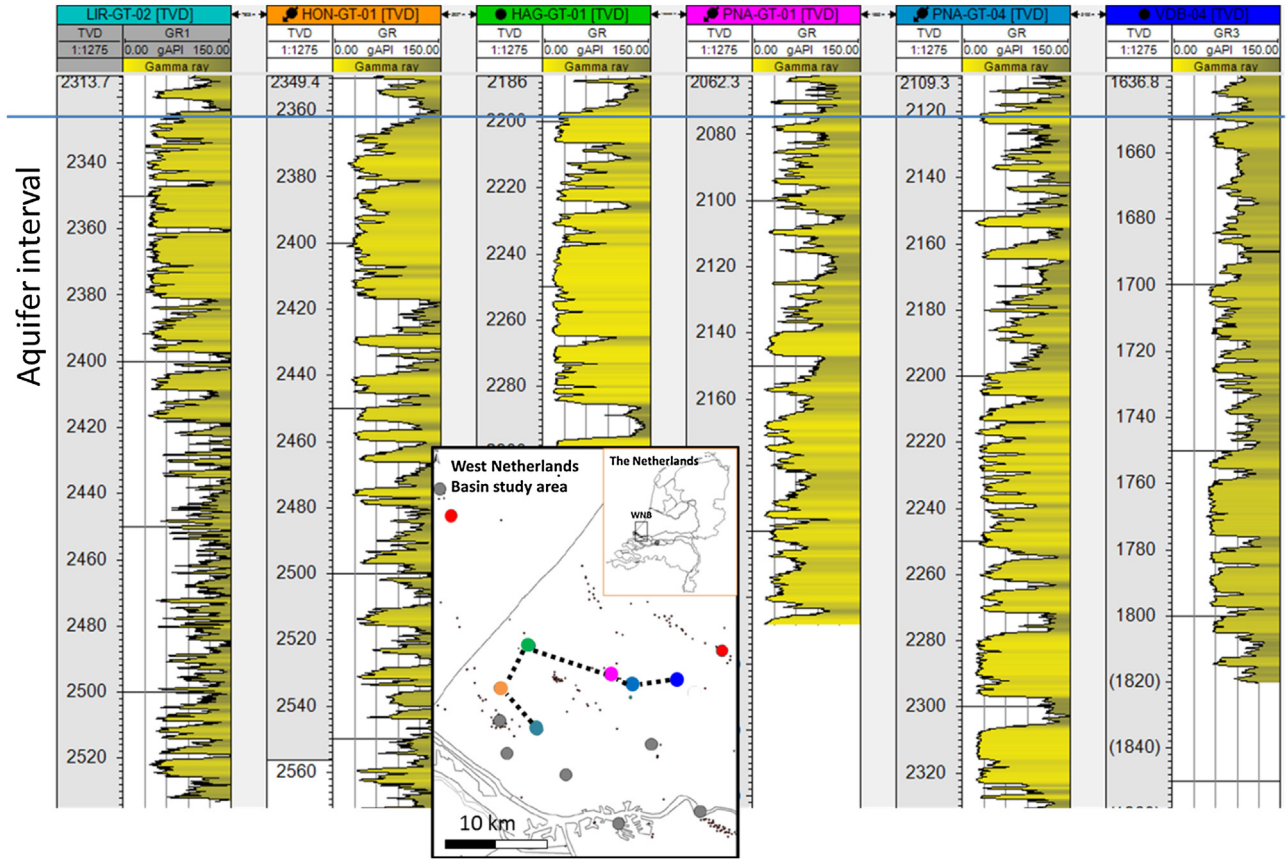 LIR-GT-02 [TVD]
HON-GT-01 [TVD]
HAG-GT-01 [TVD]
PNA-GT-01 [TVD]
PNA-GT-04 [TVD]
VDB-04 [TVD]
TVD GR1
TVD GR
TVD GR
TVD GR
TVD GR
TVD GR3
1:1275 0.00 gAPI 150.00
1:1275 0.00 gAPI 150.00
1:1275 0.00 gAPI 150.00
1:1275 0.00 gAPI 150.00
1:1275 0.00 gAPI 150.00
1:1275 0.00 gAPI 150.00
Gamma ray
Gamma ray
Gamma ray
Gamma ray
Gamma ray
Gamma ray
Aquifer interval
2313.7
2340
2360
2380
2400
2420
2440
2460
2480
2500
2520
2349.4
2360
2380
2400
2420
2440
2460
2480
2500
2520
2540
2560
2186
2200
2220
2240
2260
2280
2062.3
2080
2100
2120
2140
2160
2109.3
2120
2140
2160
2180
2200
2220
2240
2260
2280
2300
2320
1636.8
1660
1680
1700
1720
1740
1760
1780
1800
(1820)
(1840)
West Netherlands
Basin study area
The Netherlands
WNB
10 km